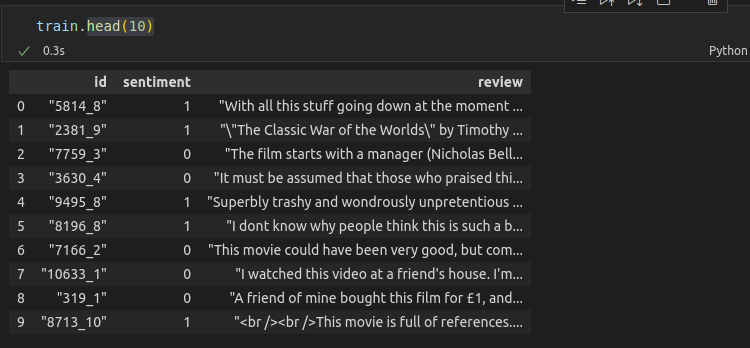 train.head(10)
0.3s
Python
id sentiment review
0 "5814_8" 1 "With all this stuff going down at the moment ...
1 "2381_9" 1 "\"The Classic War of the Worlds\" by Timothy ...
2 "7759_3" 0 "The film starts with a manager (Nicholas Bell...
3 "3630_4" 0 "It must be assumed that those who praised thi...
4 "9495_8" 1 "Superbly trashy and wondrously unpretentious ...
5 "8196_8" 1 "I dont know why people think this is such a b...
6 "7166_2" 0 "This movie could have been very good, but com...
7 "10633_1" 0 "I watched this video at a friend's house. I'm...
8 "319_1" 0 "A friend of mine bought this film for £1, and...
9 "8713_10" 1 "<br /><br />This movie is full of references....